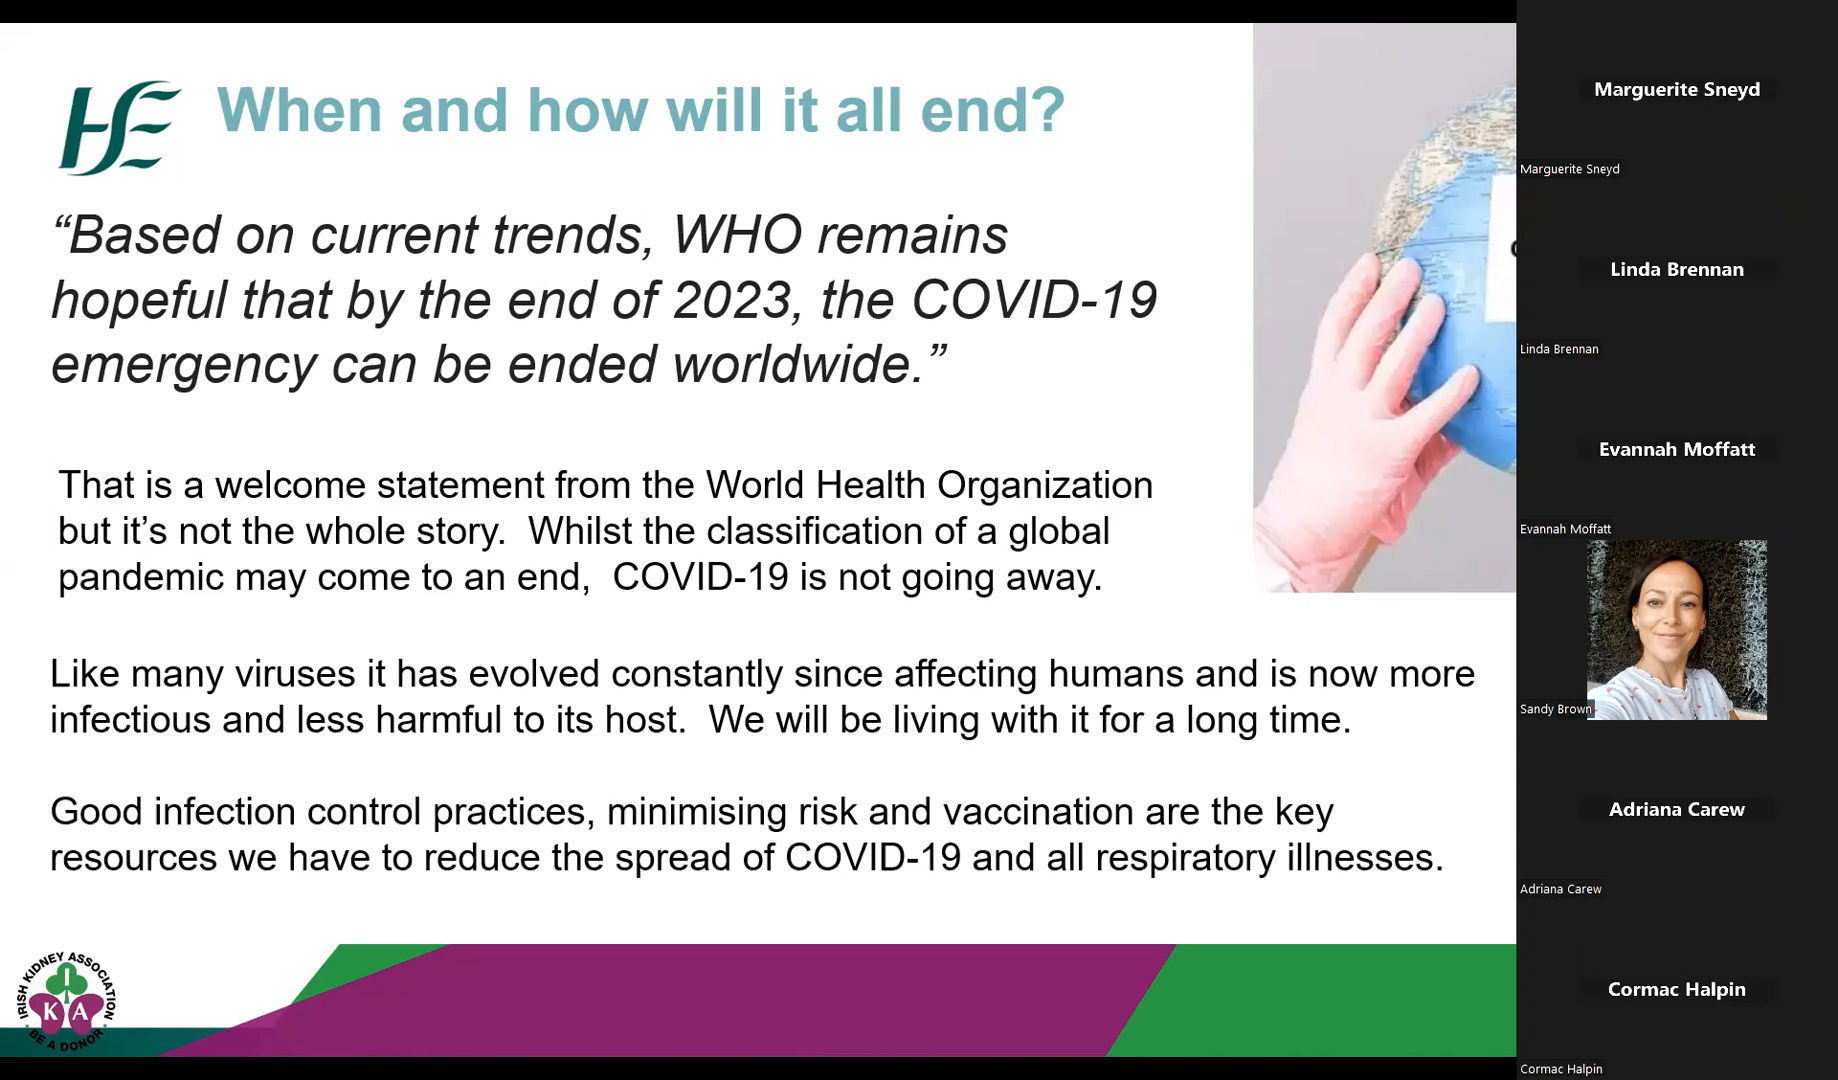 HSE
When and how will it all end?
“Based on current trends, WHO remains
hopeful that by the end of 2023, the COVID-19
emergency can be ended worldwide.”
That is a welcome statement from the World Health Organization
but it’s not the whole story.  Whilst the classification of a global
pandemic may come to an end,  COVID-19 is not going away.
Like many viruses it has evolved constantly since affecting humans and is now more
infectious and less harmful to its host.  We will be living with it for a long time.
Good infection control practices, minimising risk and vaccination are the key
resources we have to reduce the spread of COVID-19 and all respiratory illnesses.
IRISH KIDNEY ASSOCIATION
I
K A
BE A DONOR
Marguerite Sneyd
Marguerite Sneyd
Linda Brennan
Linda Brennan
Evannah Moffatt
Evannah Moffatt
Sandy Brown
Adriana Carew
Adriana Carew
Cormac Halpin
Cormac Halpin